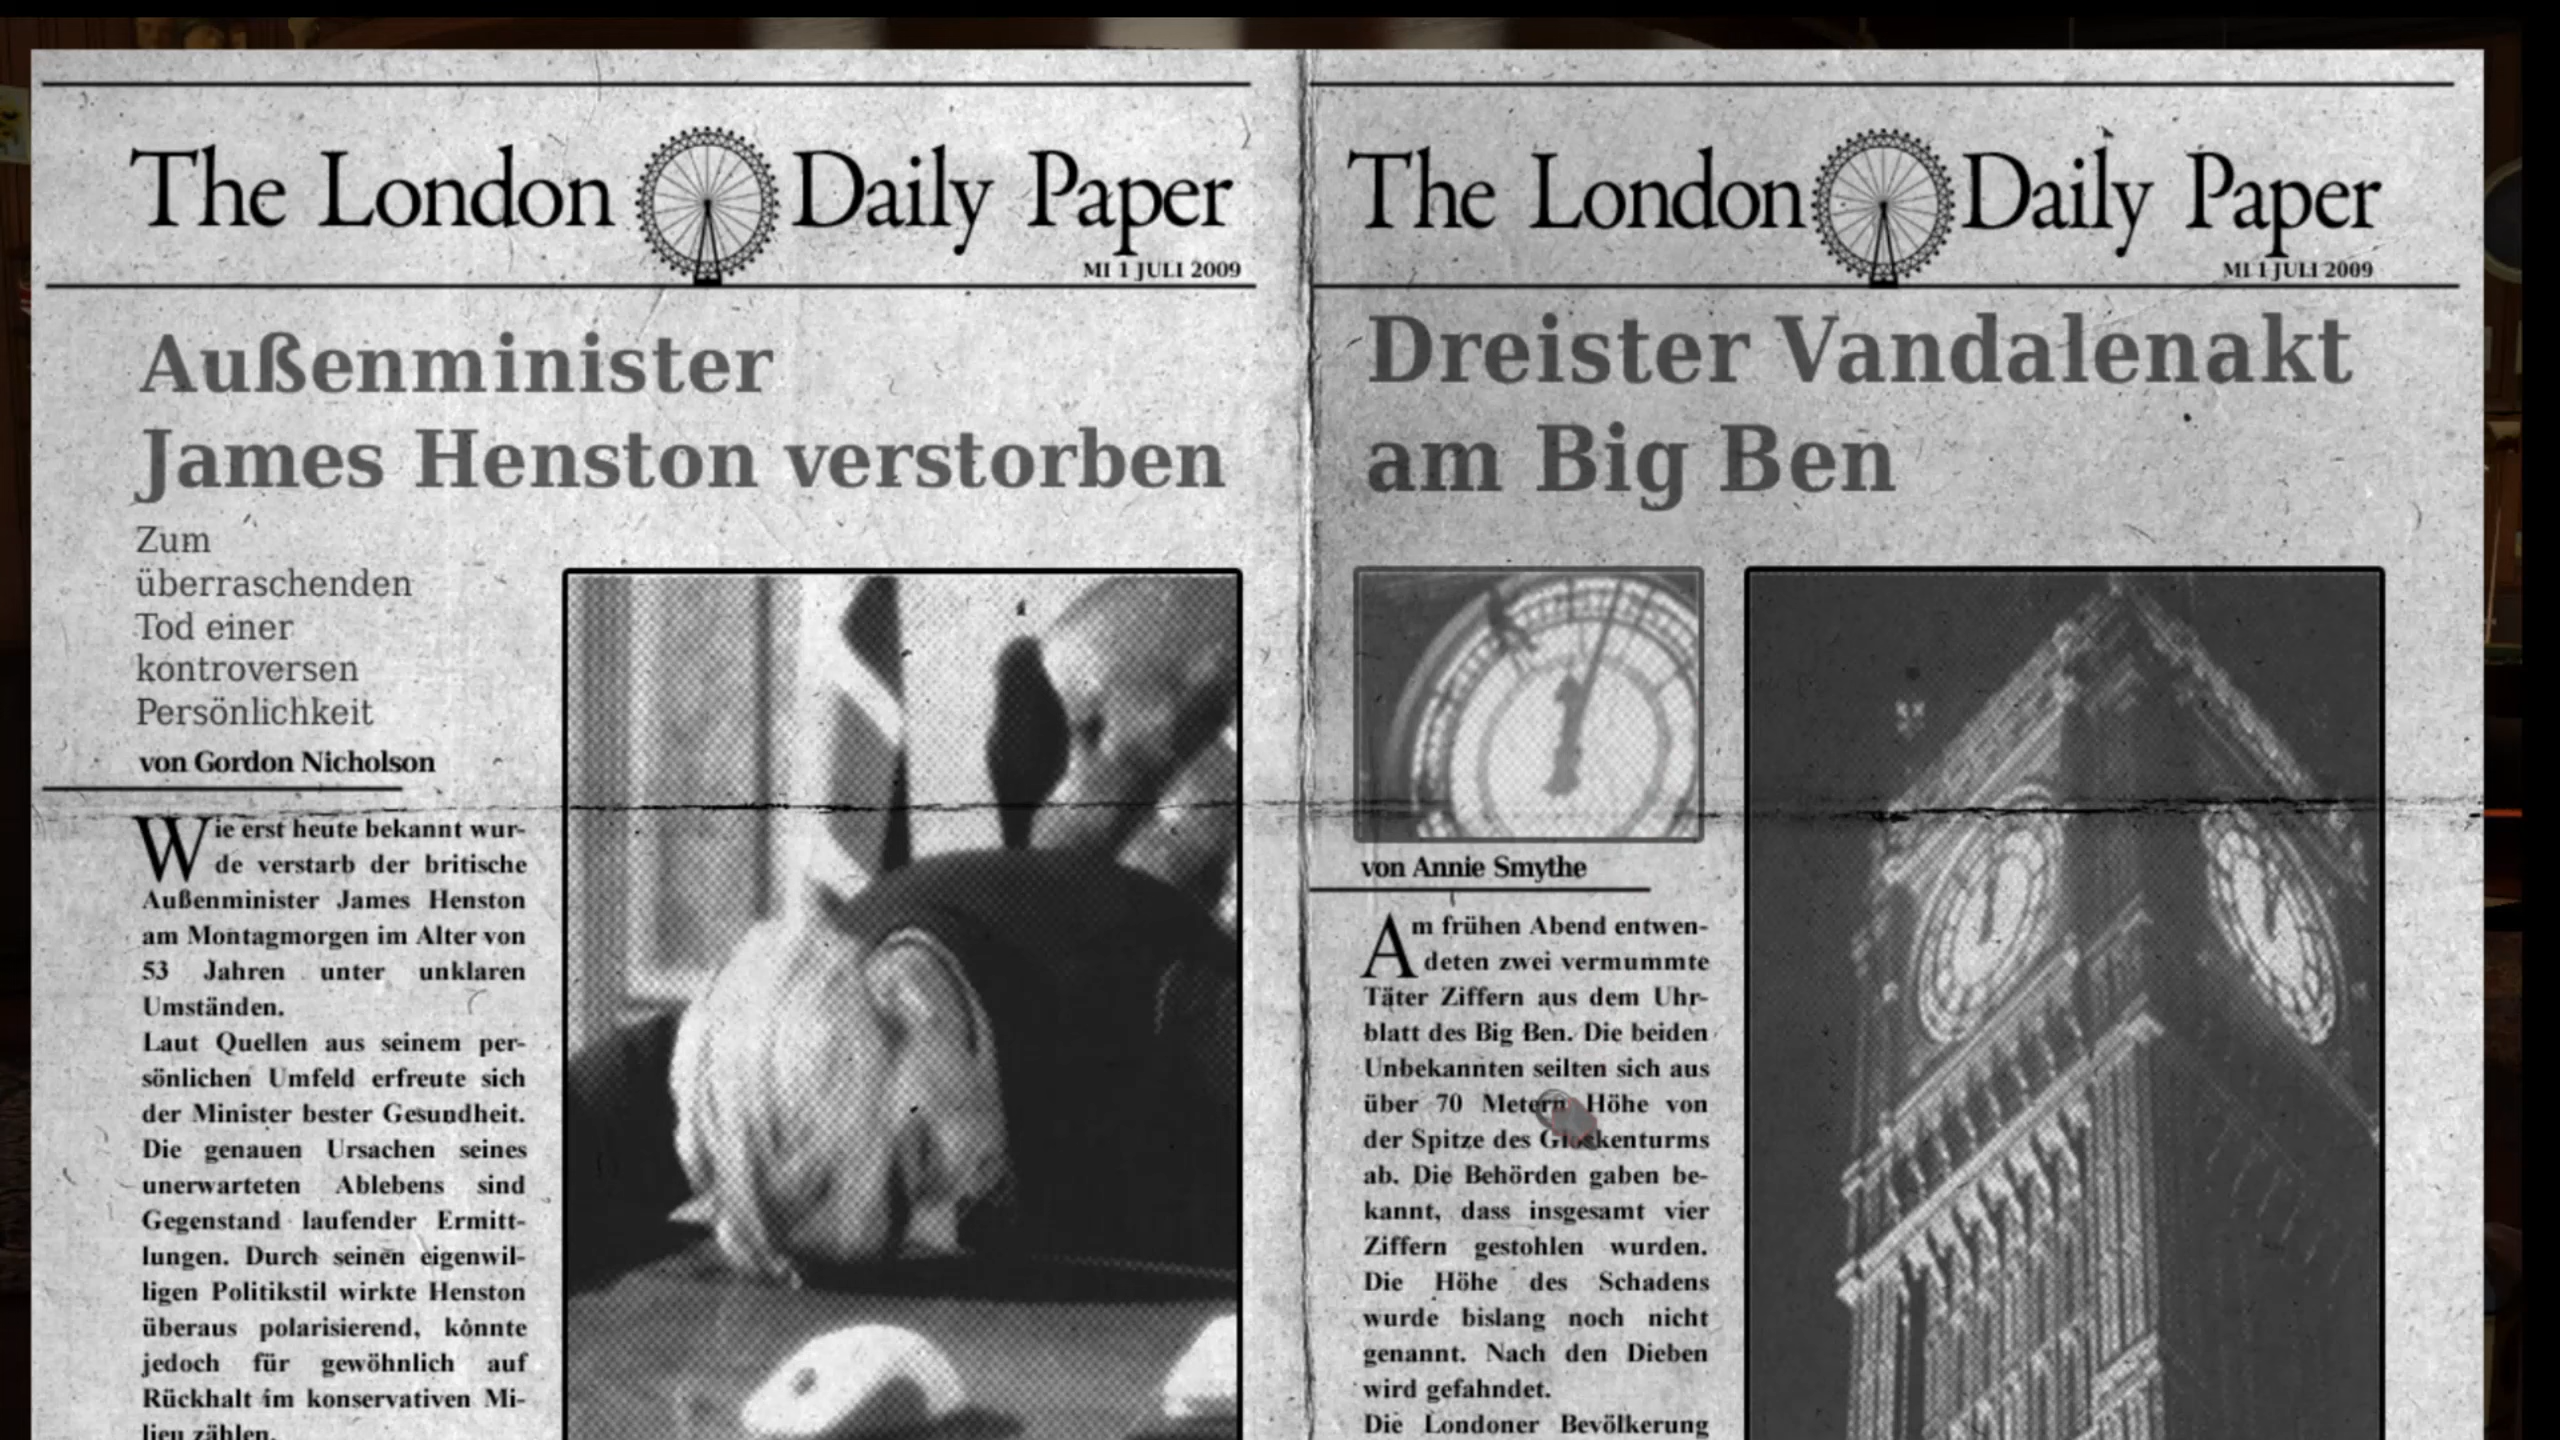 The London Daily Paper
MI 1 JULI 2009
Außenminister
James Henston verstorben
Zum
überraschenden
Tod einer
kontroversen
Persönlichkeit
von Gordon Nicholson
Wie erst heute bekannt wur-
de verstarb der britische
Außenminister James Henston
am Montagmorgen im Alter von
53 Jahren unter unklaren
Umständen.
Laut Quellen aus seinem per-
sönlichen Umfeld erfreute sich
der Minister bester Gesundheit.
Die genauen Ursachen seines
unerwarteten Ablebens sind
Gegenstand laufender Ermitt-
lungen. Durch seinen eigenwil-
ligen Politikstil wirkte Henston
überaus polarisierend, könnte
jedoch für gewöhnlich auf
Rückhalt im konservativen Mi-
lieu zählen.
The London Daily Paper
MI 1 JULI 2009
Dreister Vandalenakt
am Big Ben
von Annie Smythe
Am frühen Abend entwen-
deten zwei vermummte
Täter Ziffern aus dem Uhr-
blatt des Big Ben. Die beiden
Unbekannten seilten sich aus
über 70 Metern Höhe von
der Spitze des Glockenturms
ab. Die Behörden gaben be-
kannt, dass insgesamt vier
Ziffern gestohlen wurden.
Die Höhe des Schadens
wurde bislang noch nicht
genannt. Nach den Dieben
wird gefahndet.
Die Londoner Bevölkerung